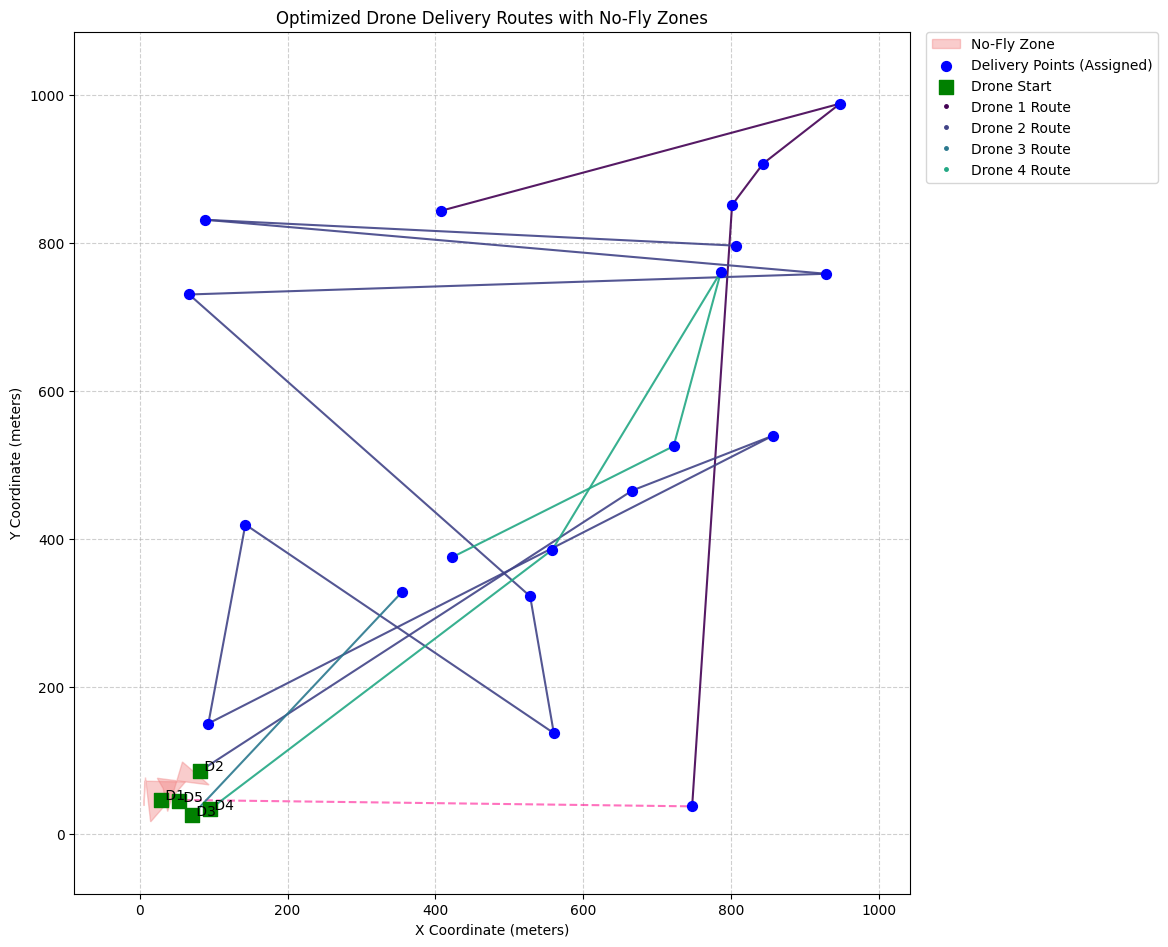 Optimized Drone Delivery Routes with No-Fly Zones
No-Fly Zone
Delivery Points (Assigned)
Drone Start
Drone 1 Route
Drone 2 Route
Drone 3 Route
Drone 4 Route
Y Coordinate (meters)
1000
800
600
400
200
0
D2
D1
D5
D4
D3
0
200
400
600
800
1000
X Coordinate (meters)